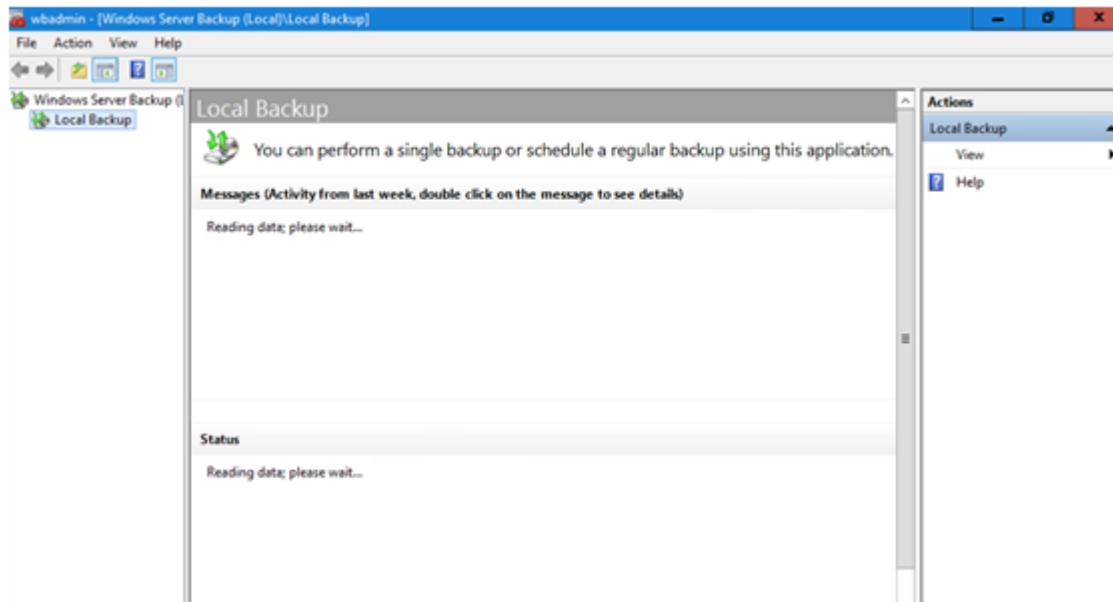 wbadmin - [Windows Server Backup (Local)\Local Backup]
File Action View Help
Windows Server Backup (l
Local Backup
Local Backup
You can perform a single backup or schedule a regular backup using this application.
Messages (Activity from last week, double click on the message to see details)
Reading data; please wait...
Status
Reading data; please wait...
Actions
Local Backup
View
Help